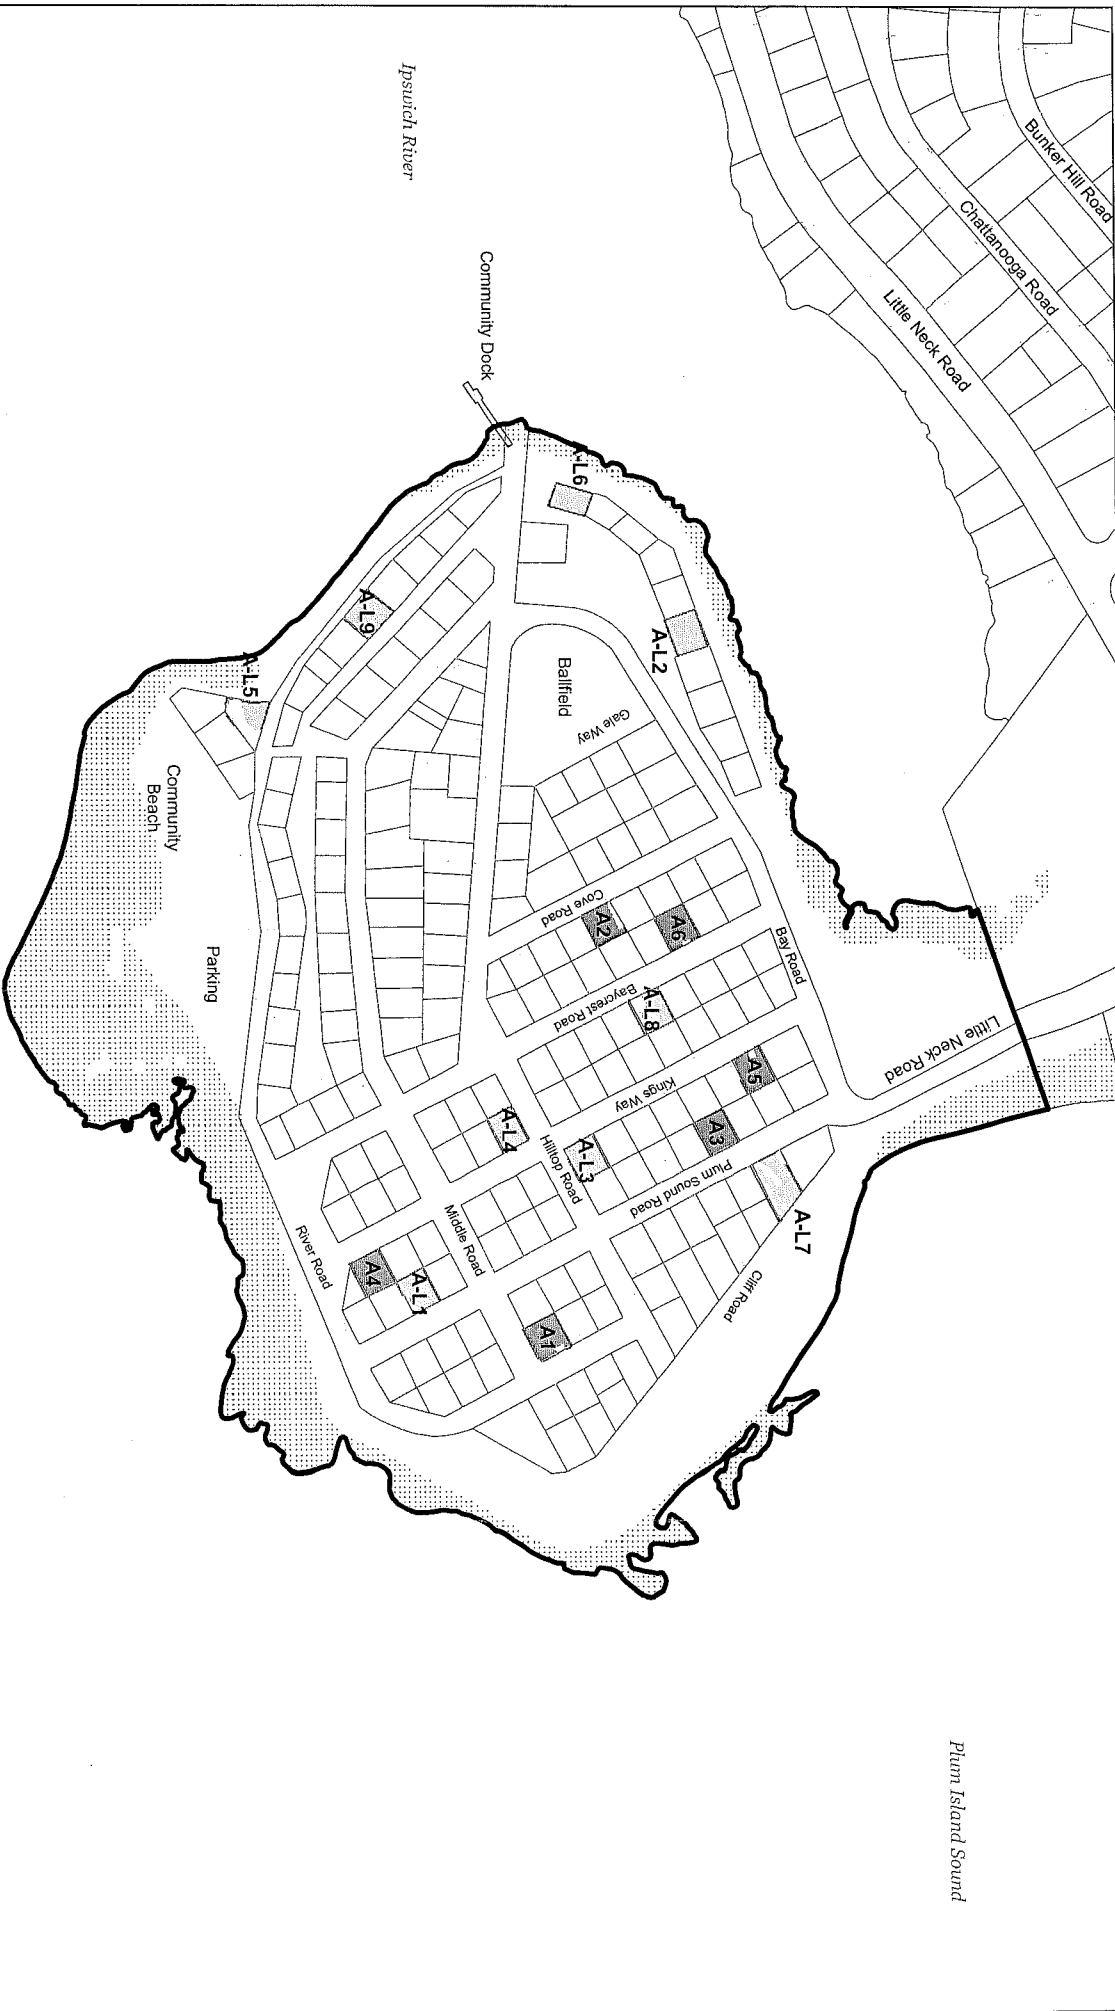 Bunker Hill Road
Chattanooga Road
Little Neck Road
Ipswich River
Community Dock
A-L2
Ballfield
Gale Way
A-L9
A-L5
Community
Beach
Parking
Cove Road
A2
A6
Baycrest Road
A-L8
Bay Road
Little Neck Road
Kings Way
A5
A3
A-L4
Hilltop Road
A-L3
Plum Sound Road
A-L7
Cliff Road
Middle Road
River Road
A4
A-L1
A1
Plum Island Sound